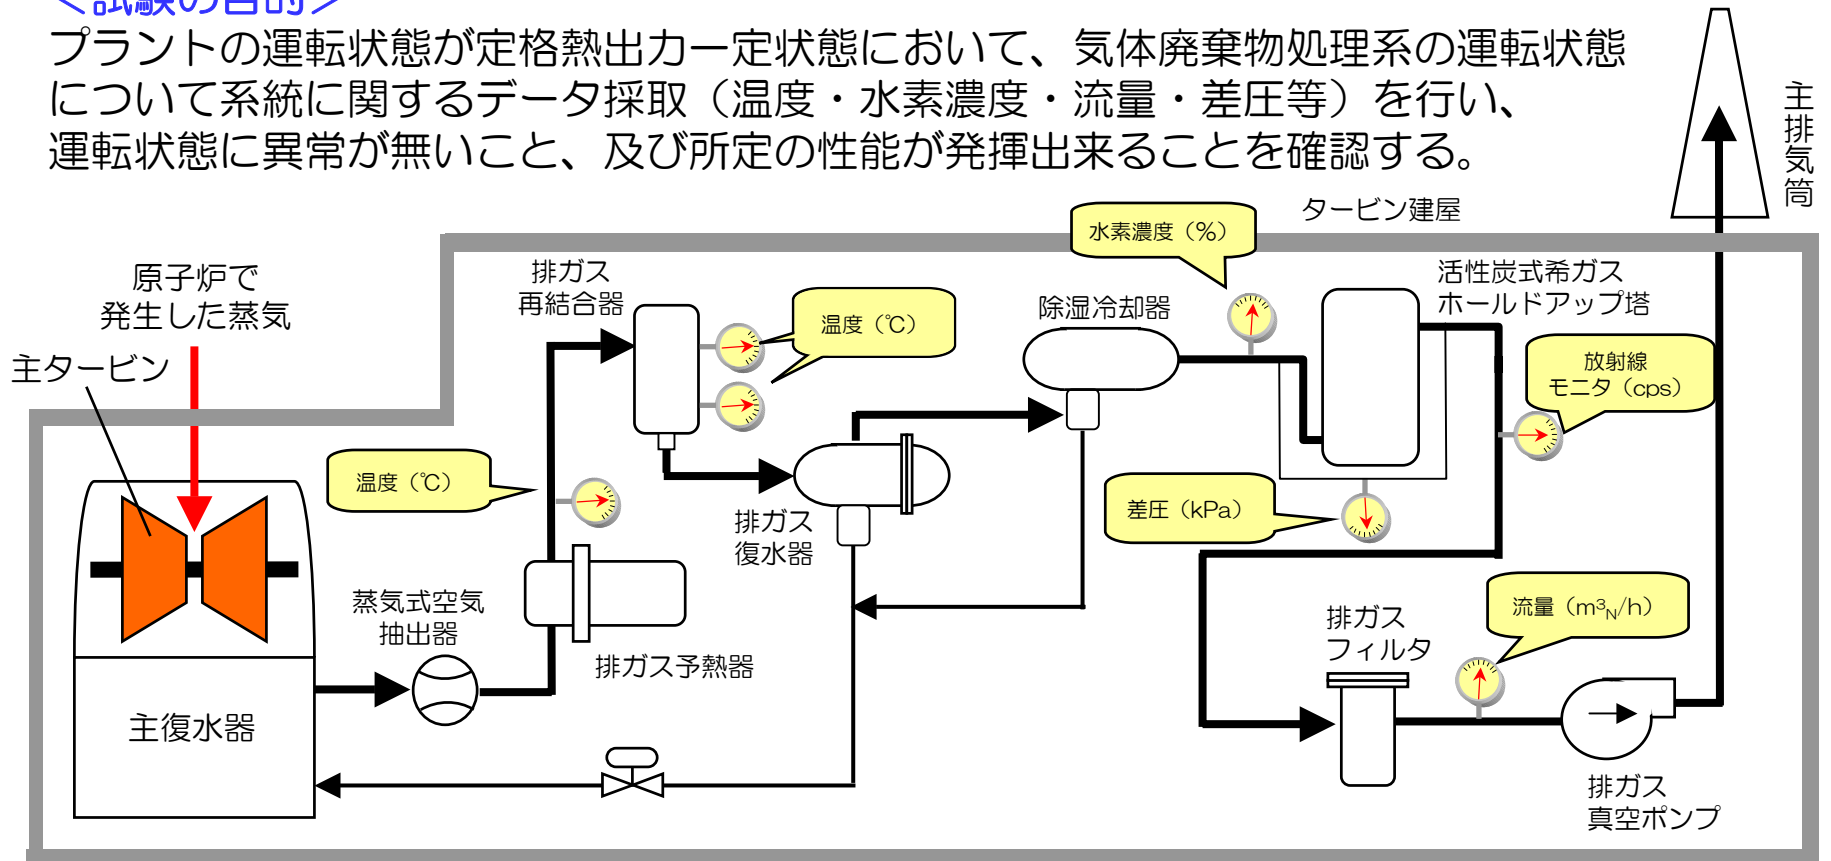 ＜試験の目的＞
プラントの運転状態が定格熱出力一定状態において、気体廃棄物処理系の運転状態
について系統に関するデータ採取（温度・水素濃度・流量・差圧等）を行い、
運転状態に異常が無いこと、及び所定の性能が発揮出来ることを確認する。
主排気筒
タービン建屋
水素濃度（％）
原子炉で
発生した蒸気
主タービン
排ガス
再結合器
温度（℃）
除湿冷却器
活性炭式希ガス
ホールドアップ塔
放射線
モニタ（cps）
温度（℃）
排ガス
復水器
差圧（kPa）
蒸気式空気
抽出器
排ガス予熱器
排ガス
フィルタ
流量（m³N/h）
主復水器
排ガス
真空ポンプ